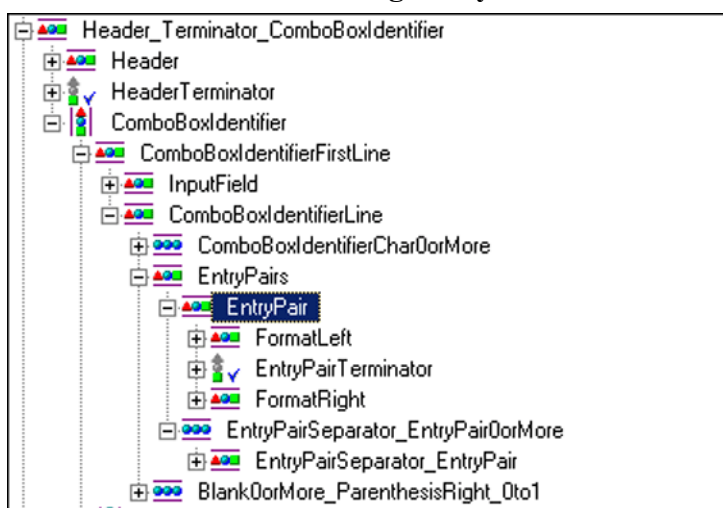 Header_Terminator_ComboBoxIdentifier
Header
HeaderTerminator
ComboBoxIdentifier
ComboBoxIdentifierFirstLine
InputField
ComboBoxIdentifierLine
ComboBoxIdentifierChar0orMore
EntryPairs
EntryPair
FormatLeft
EntryPairTerminator
FormatRight
EntryPairSeparator_EntryPair0orMore
EntryPairSeparator_EntryPair
Blank0orMore_ParenthesisRight_0to1